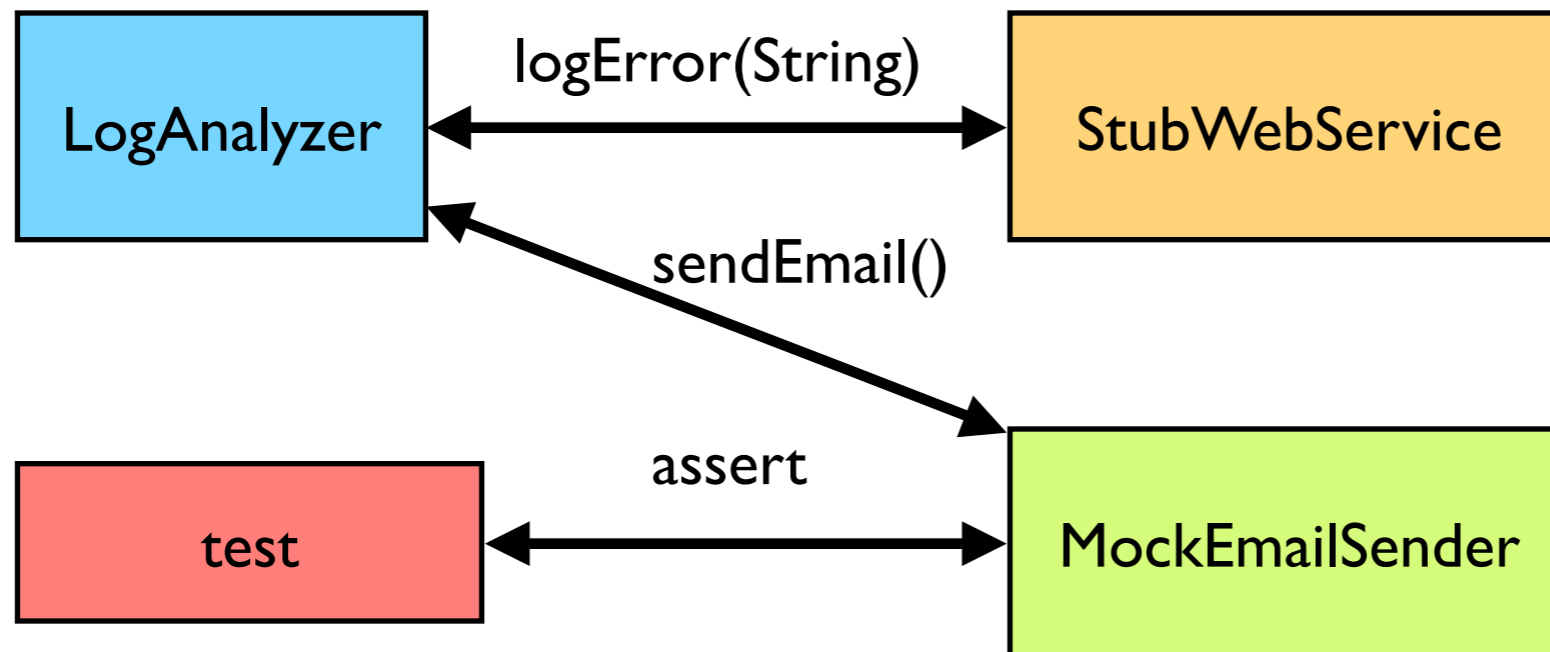 logError(String)
LogAnalyzer
StubWebService
sendEmail()
assert
test
MockEmailSender